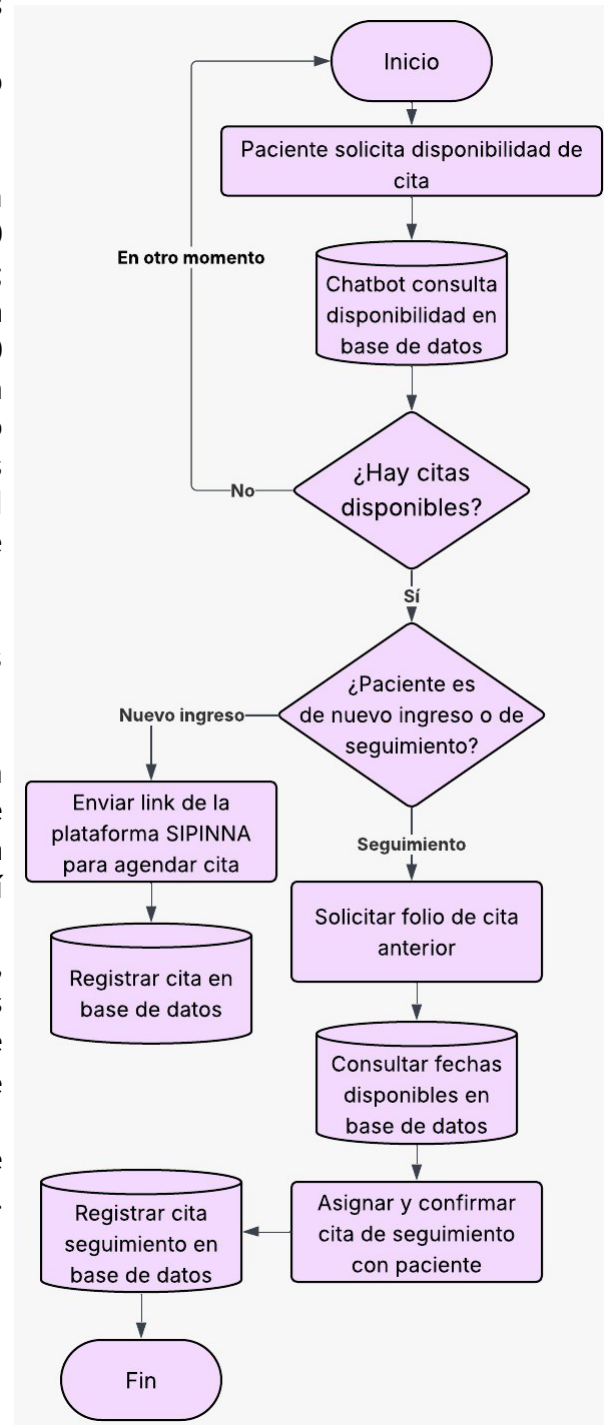 Inicio
Paciente solicita disponibilidad de
cita
En otro momento
Chatbot consulta
disponibilidad en
base de datos
¿Hay citas
disponibles?
No
Sí
¿Paciente es
de nuevo ingreso o de
seguimiento?
Nuevo ingreso
Enviar link de la
plataforma SIPINNA
para agendar cita
Seguimiento
Solicitar folio de cita
anterior
Registrar cita en
base de datos
Consultar fechas
disponibles en
base de datos
Asignar y confirmar
cita de seguimiento
con paciente
Registrar cita
seguimiento en
base de datos
Fin